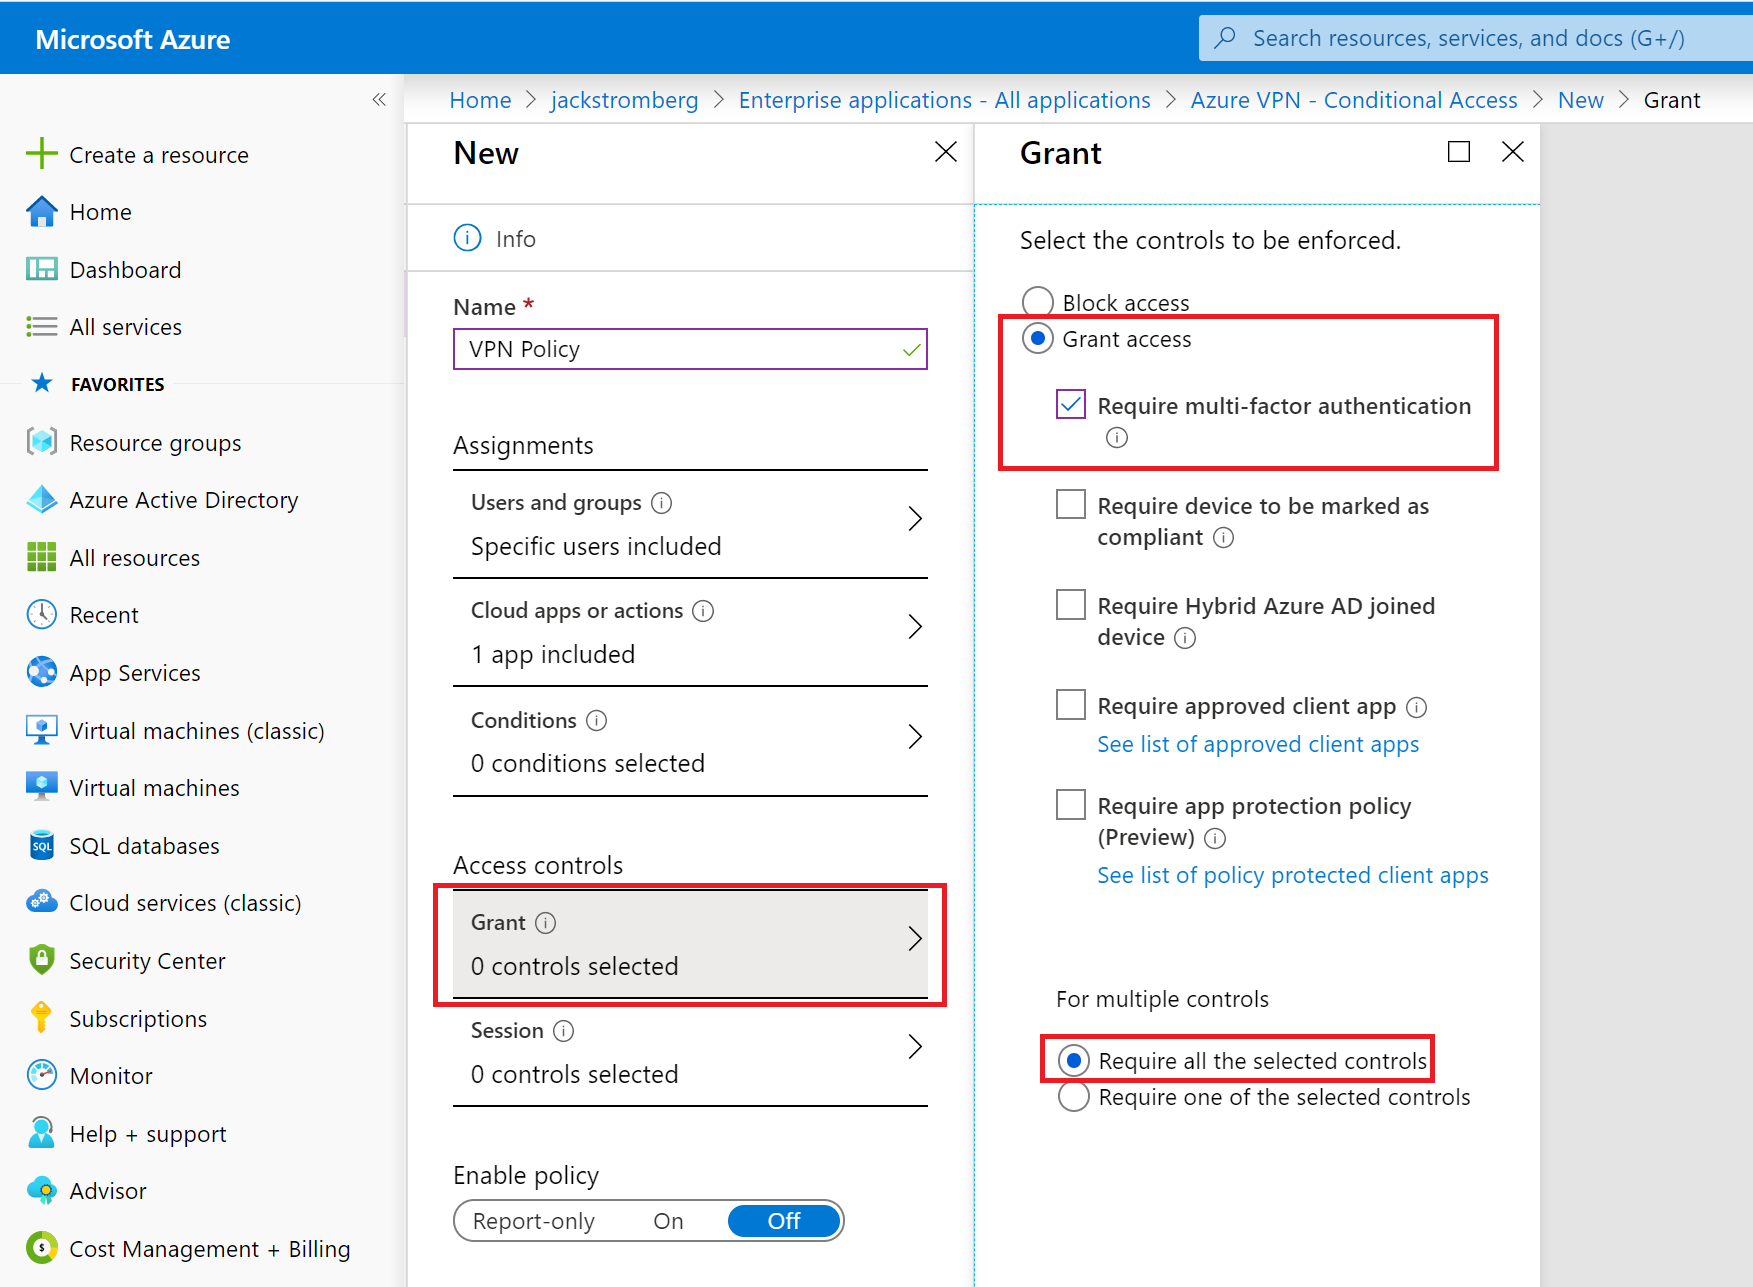 Microsoft Azure
Search resources, services, and docs (G+/)
Home > jackstromberg > Enterprise applications - All applications > Azure VPN - Conditional Access > New > Grant
Create a resource
Home
Dashboard
All services
FAVORITES
Resource groups
Azure Active Directory
All resources
Recent
App Services
Virtual machines (classic)
Virtual machines
SQL databases
Cloud services (classic)
Security Center
Subscriptions
Monitor
Help + support
Advisor
Cost Management + Billing
New
Info
Name *
VPN Policy
Assignments
Users and groups
Specific users included
Cloud apps or actions
1 app included
Conditions
0 conditions selected
Access controls
Grant
0 controls selected
Session
0 controls selected
Enable policy
Report-only On Off
Grant
Select the controls to be enforced.
Block access
Grant access
Require multi-factor authentication
Require device to be marked as
compliant
Require Hybrid Azure AD joined
device
Require approved client app
See list of approved client apps
Require app protection policy
(Preview)
See list of policy protected client apps
For multiple controls
Require all the selected controls
Require one of the selected controls